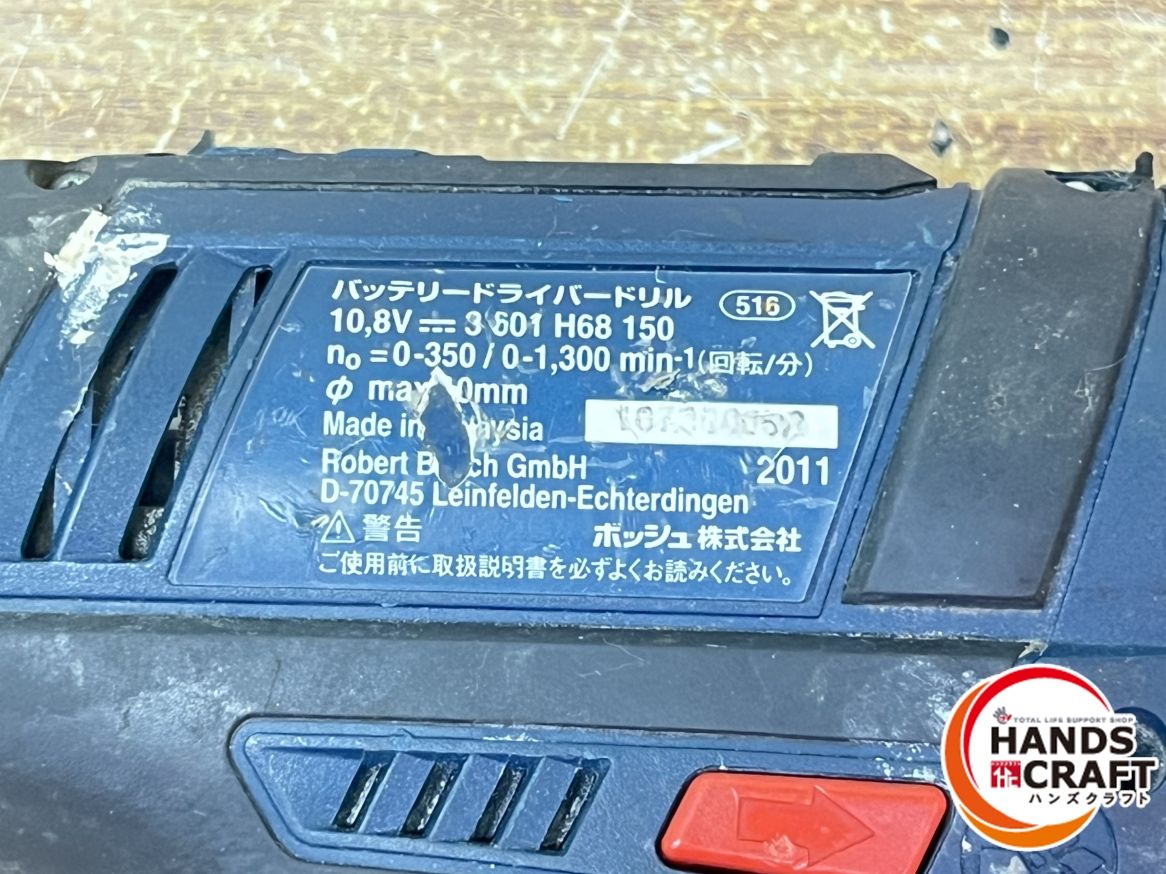 バッテリードライバードリル 516
10,8V 3 601 H68 150
n₀ = 0-350 / 0-1,300 min-1 (回転/分)
φ mm
Made in
Robert GmbH 2011
D-70745 Leinfelden-Echterdingen
警告 ボッシュ株式会社
ご使用前に取扱説明書を必ずよくお読みください。
TOTAL LIFE SUPPORT SHOP
HANDS
CRAFT
ハンズクラフト